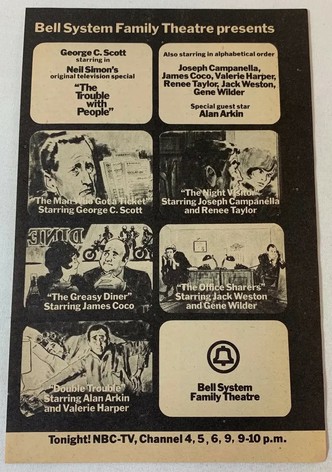 Bell System Family Theatre presents
George C. Scott
starring in
Neil Simon's
original television special
"The
Trouble
with
People"
Also starring in alphabetical order
Joseph Campanella,
James Coco, Valerie Harper,
Renee Taylor, Jack Weston,
Gene Wilder
Special guest star
Alan Arkin
"The Man Who Got a Ticket"
Starring George C. Scott
"The Night Visitor"
Starring Joseph Campanella
and Renee Taylor
DINE
"The Greasy Diner"
Starring James Coco
"The Office Sharers"
Starring Jack Weston
and Gene Wilder
"Double Trouble"
Starring Alan Arkin
and Valerie Harper
Bell System
Family Theatre
Tonight! NBC-TV, Channel 4, 5, 6, 9, 9-10 p.m.